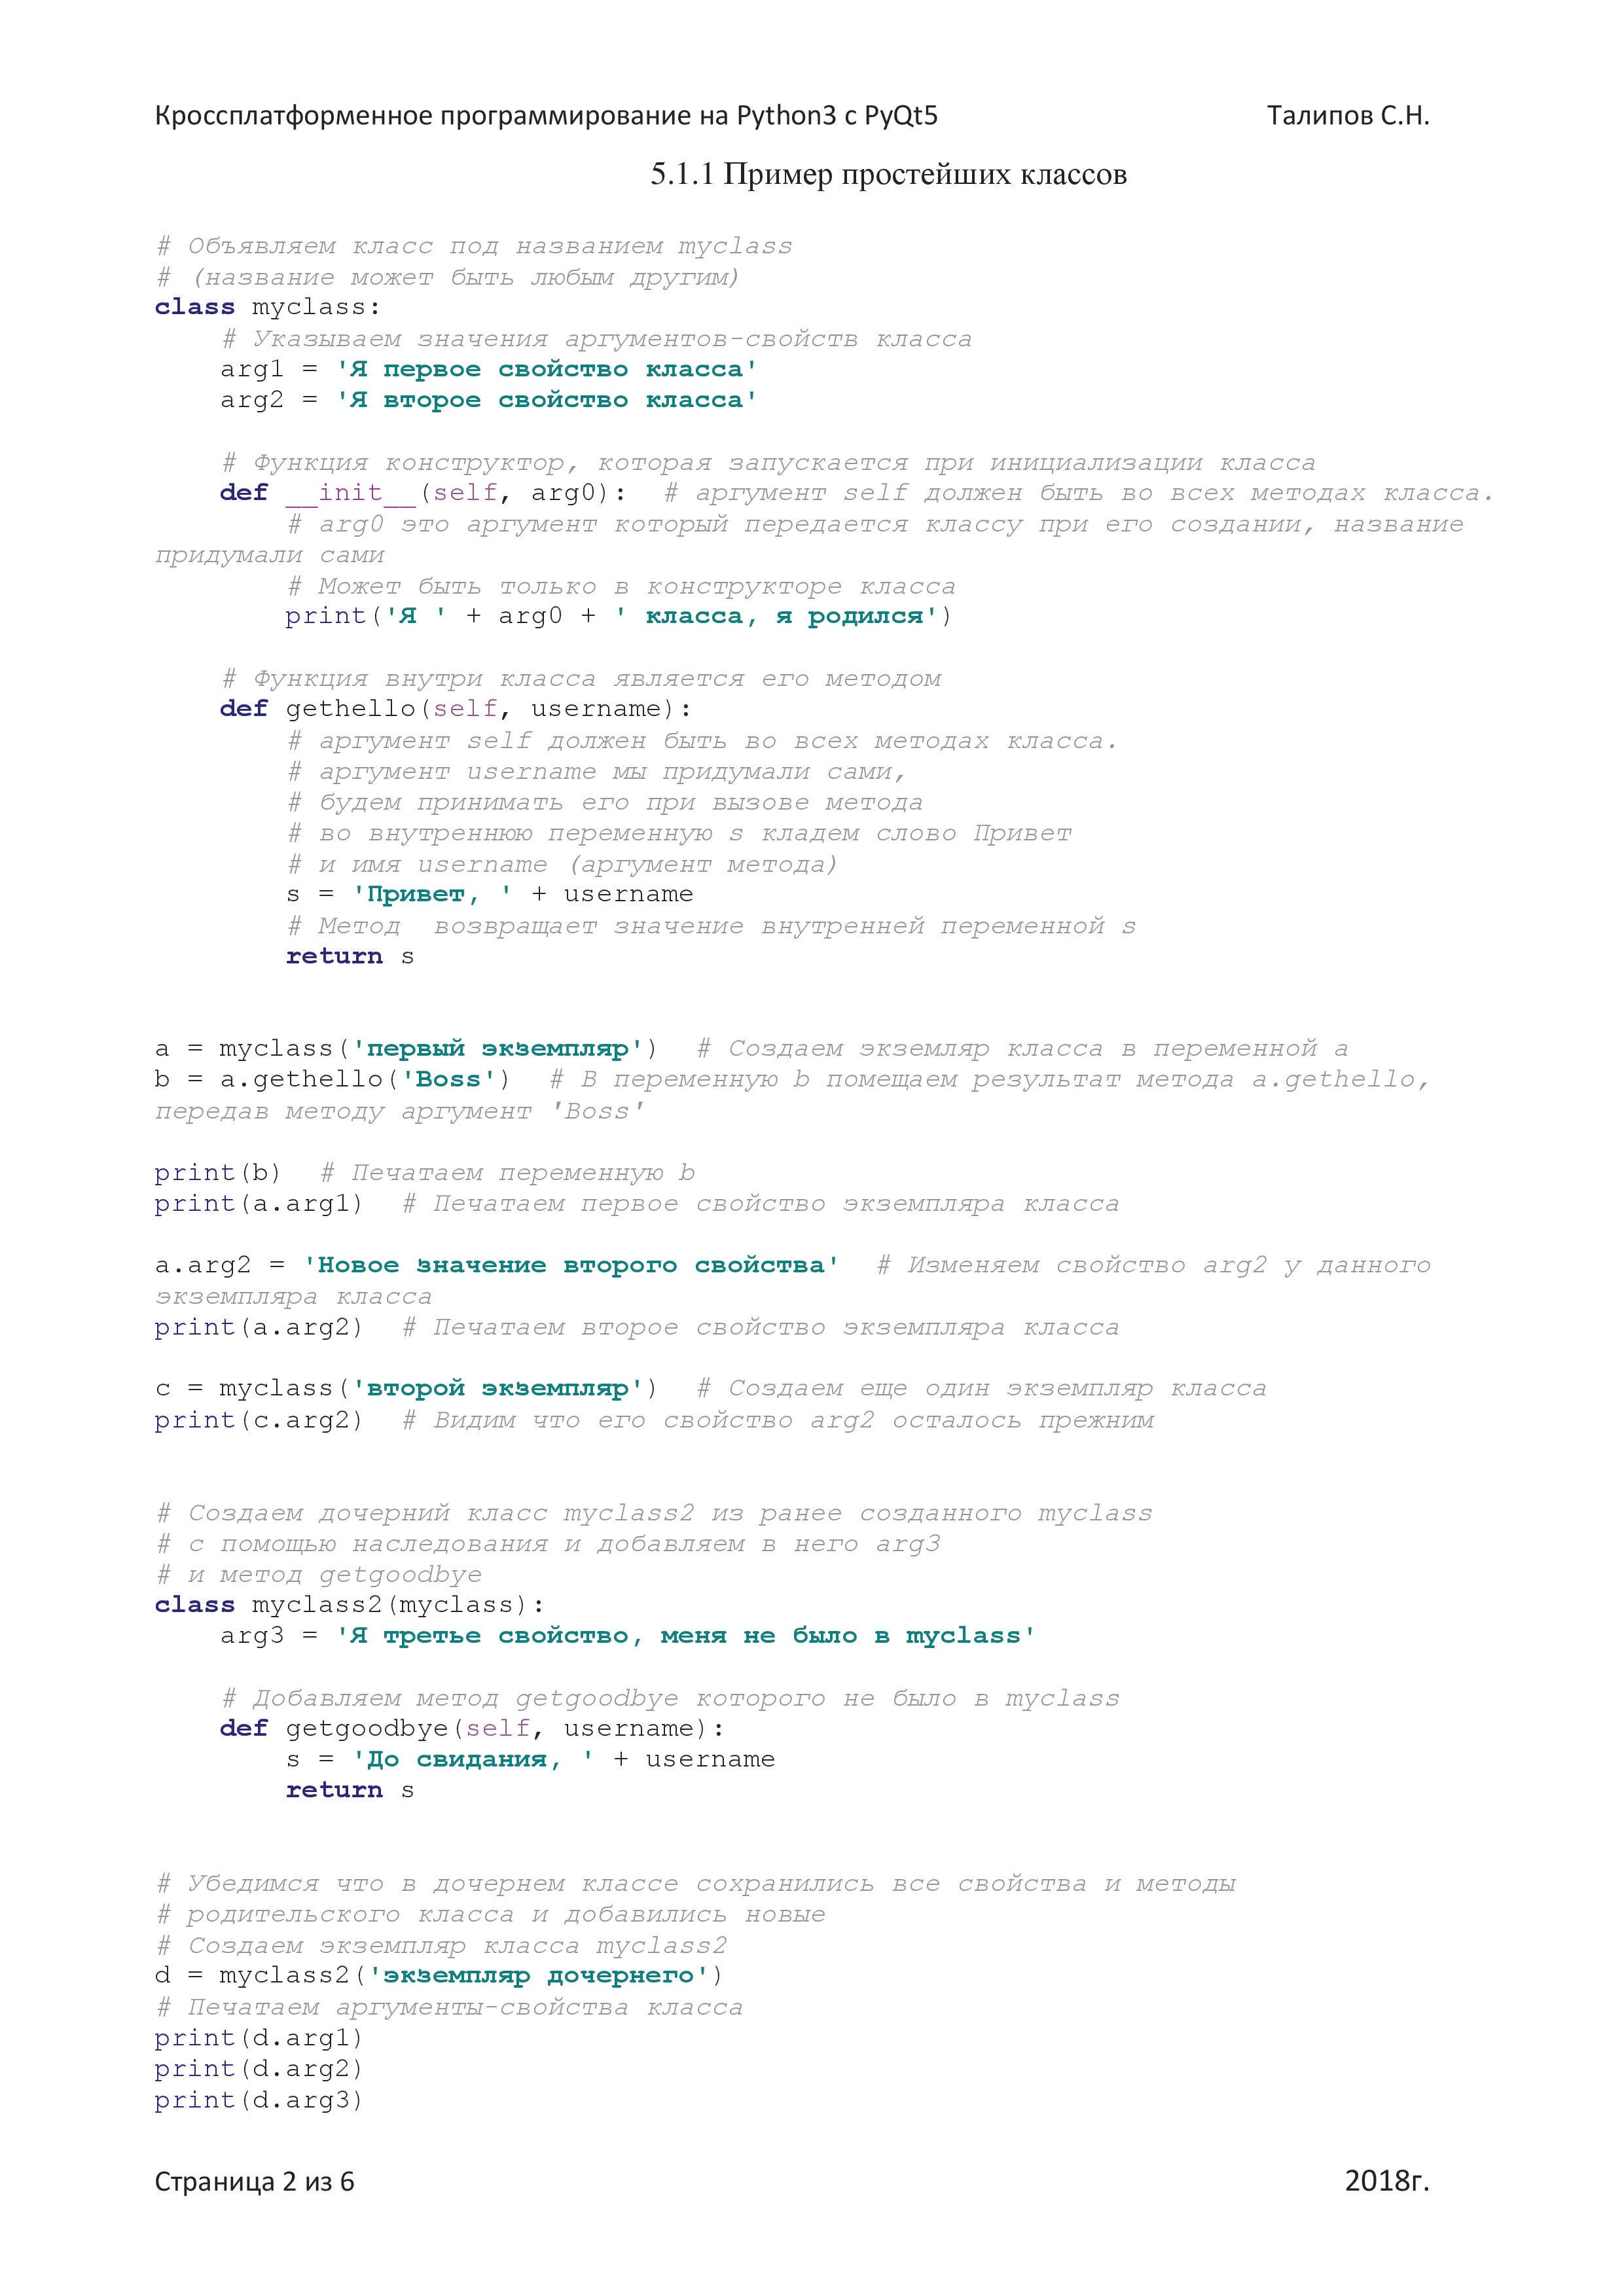 Кроссплатформенное программирование на Python3 с PyQt5 Талипов С.Н.
5.1.1 Пример простейших классов
# Объявляем класс под названием myclass
# (название может быть любым другим)
class myclass:
    # Указываем значения аргументов-свойств класса
    arg1 = 'Я первое свойство класса'
    arg2 = 'Я второе свойство класса'
    # Функция конструктор, которая запускается при инициализации класса
    def __init__(self, arg0):  # аргумент self должен быть во всех методах класса.
        # arg0 это аргумент который передается классу при его создании, название
придумали сами
        # Может быть только в конструкторе класса
        print('Я ' + arg0 + ' класса, я родился')
    # Функция внутри класса является его методом
    def gethello(self, username):
        # аргумент self должен быть во всех методах класса.
        # аргумент username мы придумали сами,
        # будем принимать его при вызове метода
        # во внутреннюю переменную s кладем слово Привет
        # и имя username (аргумент метода)
        s = 'Привет, ' + username
        # Метод  возвращает значение внутренней переменной s
        return s
a = myclass('первый экземпляр')  # Создаем экземляр класса в переменной a
b = a.gethello('Boss')  # В переменную b помещаем результат метода a.gethello,
передав методу аргумент 'Boss'
print(b)  # Печатаем переменную b
print(a.arg1)  # Печатаем первое свойство экземпляра класса
a.arg2 = 'Новое значение второго свойства'  # Изменяем свойство arg2 у данного
экземпляра класса
print(a.arg2)  # Печатаем второе свойство экземпляра класса
c = myclass('второй экземпляр')  # Создаем еще один экземпляр класса
print(c.arg2)  # Видим что его свойство arg2 осталось прежним
# Создаем дочерний класс myclass2 из ранее созданного myclass
# с помощью наследования и добавляем в него arg3
# и метод getgoodbye
class myclass2(myclass):
    arg3 = 'Я третье свойство, меня не было в myclass'
    # Добавляем метод getgoodbye которого не было в myclass
    def getgoodbye(self, username):
        s = 'До свидания, ' + username
        return s
# Убедимся что в дочернем классе сохранились все свойства и методы
# родительского класса и добавились новые
# Создаем экземпляр класса myclass2
d = myclass2('экземпляр дочернего')
# Печатаем аргументы-свойства класса
print(d.arg1)
print(d.arg2)
print(d.arg3)
Страница 2 из 6 2018г.